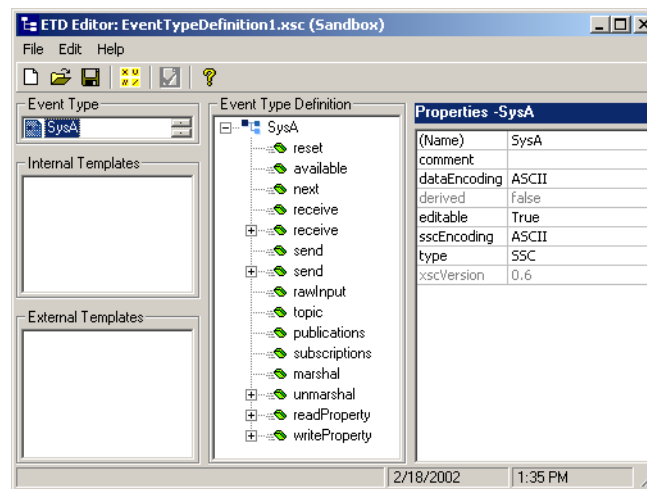 ETD Editor: EventTypeDefinition1.xsc (Sandbox)
File Edit Help
Event Type
SysA
Internal Templates
External Templates
Event Type Definition
SysA
reset
available
next
receive
receive
send
send
rawInput
topic
publications
subscriptions
marshal
unmarshal
readProperty
writeProperty
Properties -SysA
(Name) SysA
comment
dataEncoding ASCII
derived false
editable True
sscEncoding ASCII
type SSC
xscVersion 0.6
2/18/2002 1:35 PM